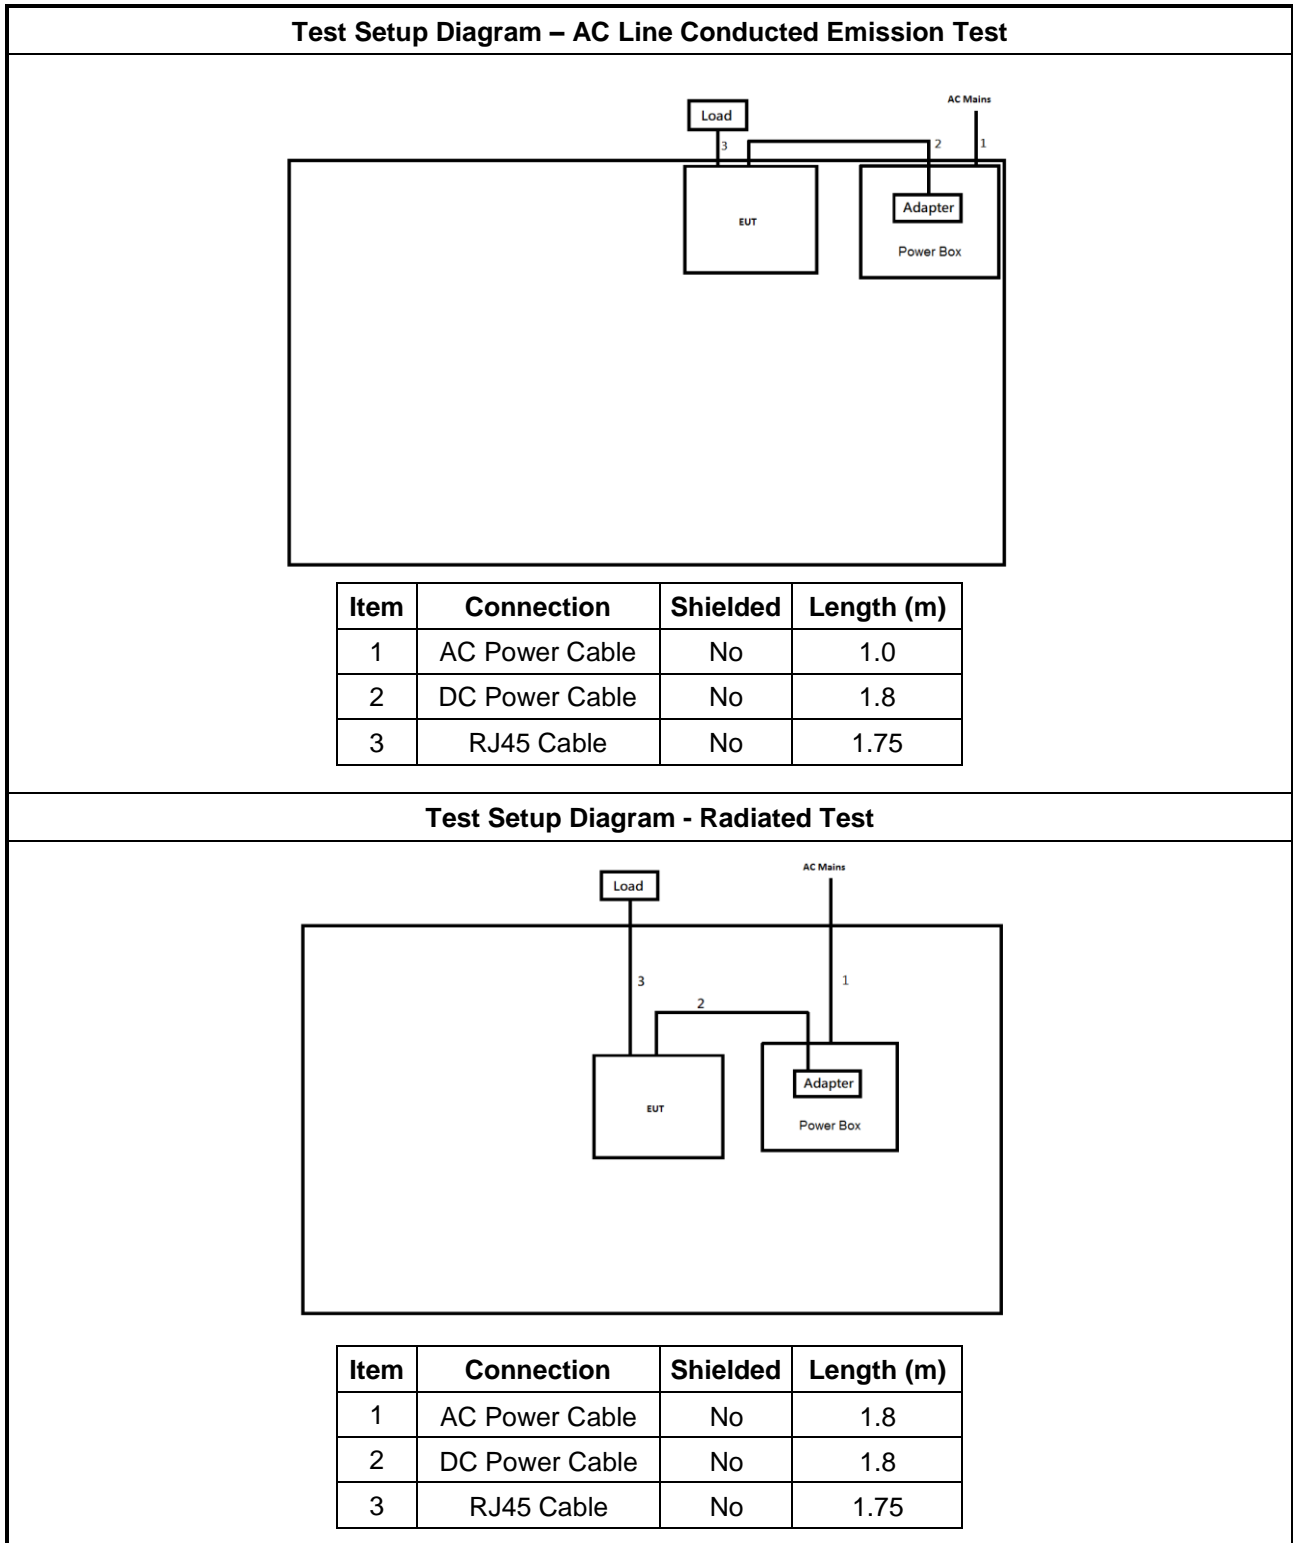 Test Setup Diagram – AC Line Conducted Emission Test
AC Mains
Load
3
2
1
EUT
Adapter
Power Box
Item Connection Shielded Length (m)
1 AC Power Cable No 1.0
2 DC Power Cable No 1.8
3 RJ45 Cable No 1.75
Test Setup Diagram - Radiated Test
AC Mains
Load
3
1
2
Adapter
EUT
Power Box
Item Connection Shielded Length (m)
1 AC Power Cable No 1.8
2 DC Power Cable No 1.8
3 RJ45 Cable No 1.75